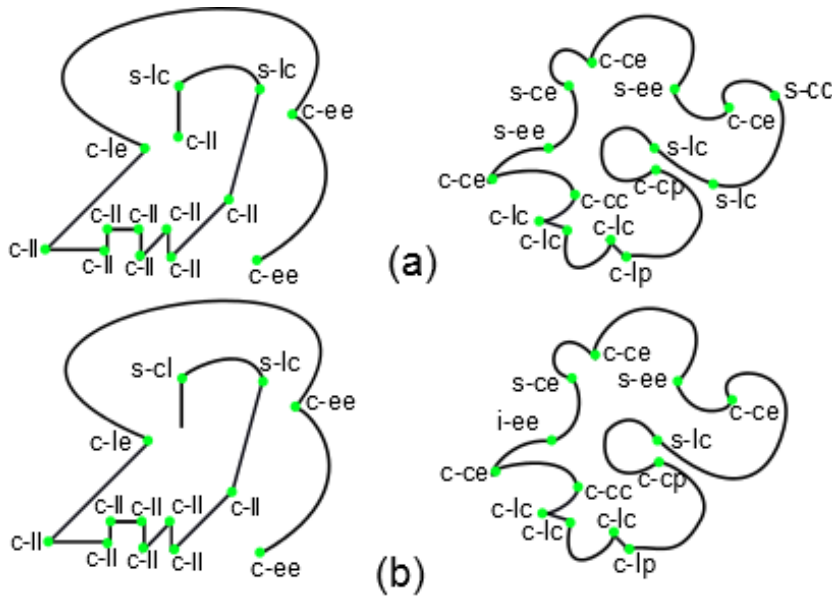 s-lc s-lc c-ce s-cc
c-ee s-ce s-ee c-ce
c-le c-ll s-ee s-lc
c-ce c-cp s-lc
c-ll c-ll c-ll c-ll c-cc
c-ll c-lc c-lc
c-ll c-ll c-ll c-lc
c-ee (a) c-lp
s-cl s-lc c-ce
c-ee s-ce s-ee c-ce
c-le i-ee s-lc
c-ce c-cp
c-ll c-ll c-ll c-ll c-cc
c-ll c-lc c-lc
c-ll c-ll c-ll c-lc
c-ee c-lp
(b)